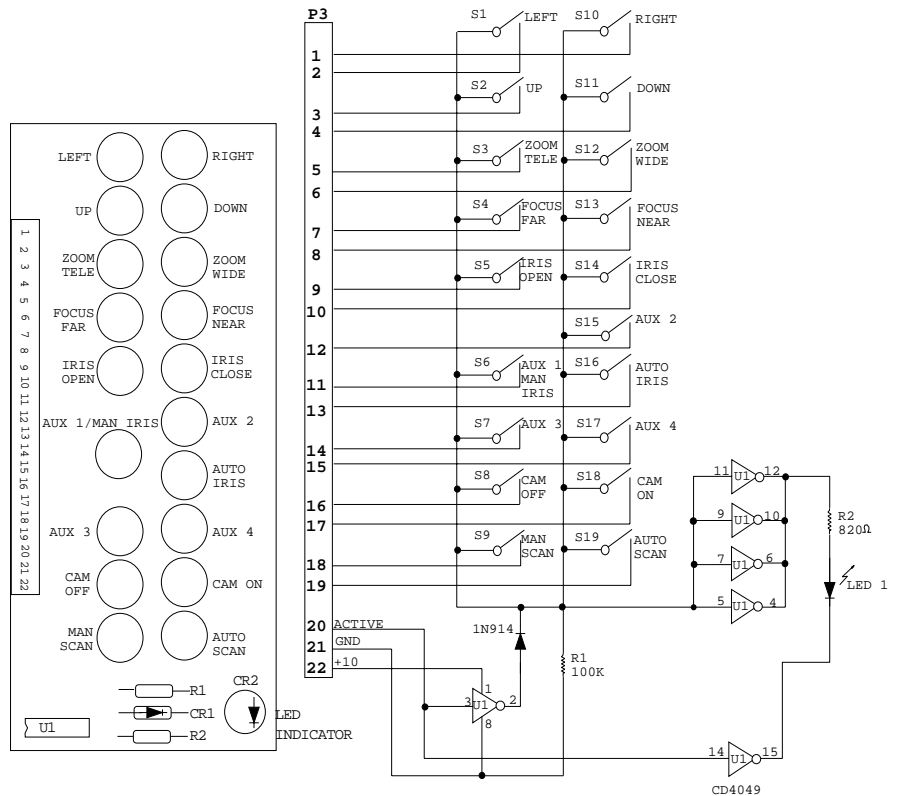 LEFT
RIGHT
UP
DOWN
ZOOM
TELE
ZOOM
WIDE
FOCUS
FAR
FOCUS
NEAR
IRIS
OPEN
IRIS
CLOSE
AUX 1/MAN IRIS
AUX 2
AUTO
IRIS
AUX 3
AUX 4
CAM
OFF
CAM ON
MAN
SCAN
AUTO
SCAN
1
2
3
4
5
6
7
8
9
10
11
12
13
14
15
16
17
18
19
20
21
22
R1
CR1
R2
U1
CR2
LED
INDICATOR
P3
1
2
3
4
5
6
7
8
9
10
12
11
13
14
15
16
17
18
19
20 ACTIVE
21 GND
22 +10
S1 LEFT
S10 RIGHT
S2 UP
S11 DOWN
S3 ZOOM
TELE
S12 ZOOM
WIDE
S4 FOCUS
FAR
S13 FOCUS
NEAR
S5 IRIS
OPEN
S14 IRIS
CLOSE
S15 AUX 2
S6 AUX 1
MAN
IRIS
S16 AUTO
IRIS
S7 AUX 3
S17 AUX 4
S8 CAM
OFF
S18 CAM
ON
S9 MAN
SCAN
S19 AUTO
SCAN
1N914
R1
100K
1
3 U1 2
8
11 U1 12
9 U1 10
7 U1 6
5 U1 4
R2
820Ω
LED 1
14 U1 15
CD4049